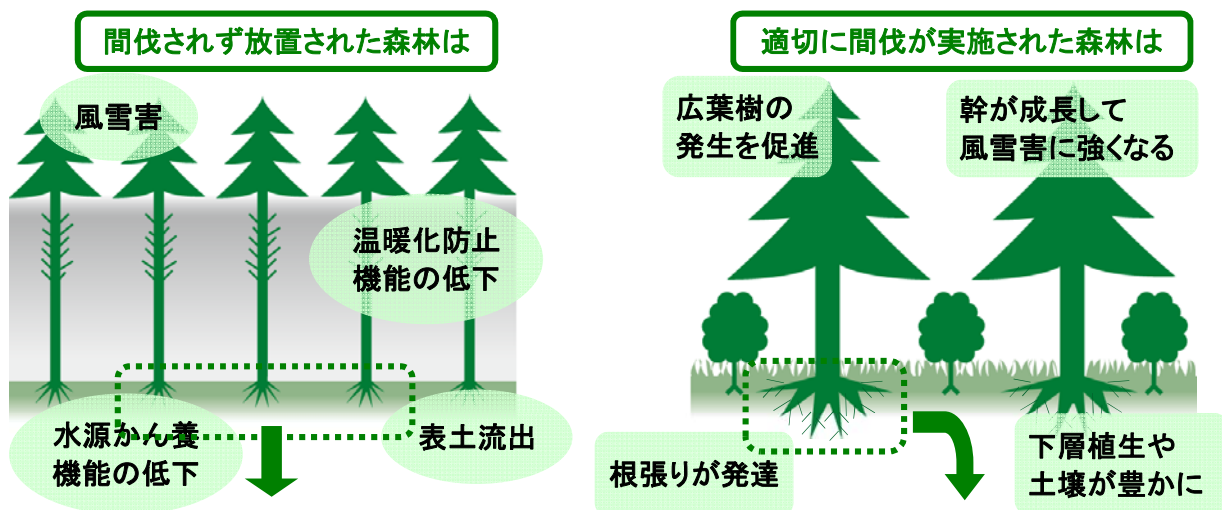 間伐されず放置された森林は
風雪害
温暖化防止
機能の低下
水源かん養
機能の低下
表土流出
適切に間伐が実施された森林は
広葉樹の
発生を促進
幹が成長して
風雪害に強くなる
根張りが発達
下層植生や
土壌が豊かに